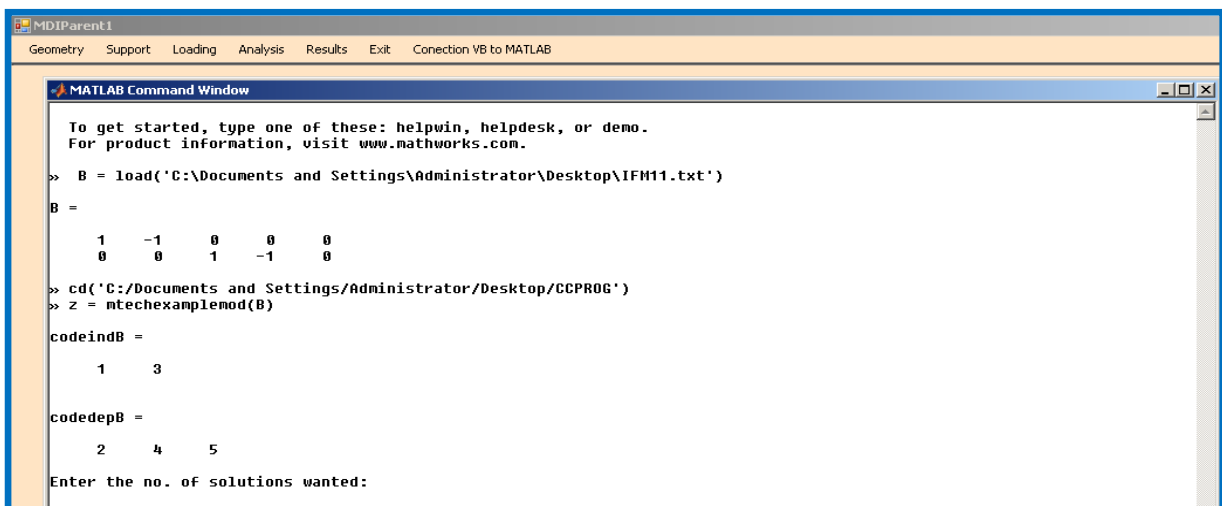 MDIParent1
Geometry Support Loading Analysis Results Exit Conection VB to MATLAB
MATLAB Command Window
To get started, type one of these: helpwin, helpdesk, or demo.
For product information, visit www.mathworks.com.
» B = load('C:\Documents and Settings\Administrator\Desktop\IFM11.txt')
B =
1 -1 0 0 0
0 0 1 -1 0
» cd('C:/Documents and Settings/Administrator/Desktop/CCPROG')
» z = mtechexamplemod(B)
codeindB =
1 3
codedepB =
2 4 5
Enter the no. of solutions wanted: